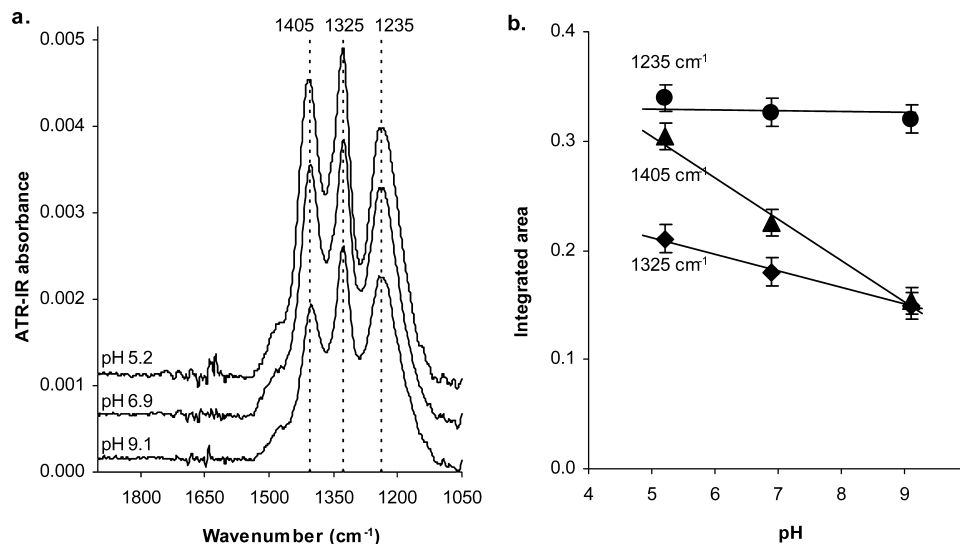 a.
1405 1325 1235
0.005
0.004
0.003
0.002
0.001
0.000
ATR-IR absorbance
pH 5.2
pH 6.9
pH 9.1
1800 1650 1500 1350 1200 1050
Wavenumber (cm-1)
b.
0.4
0.3
0.2
0.1
0.0
Integrated area
1235 cm-1
1405 cm-1
1325 cm-1
4 5 6 7 8 9
pH